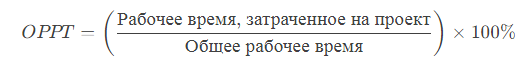 OPPT = (Рабочее время, затраченное на проект / Общее рабочее время) × 100%